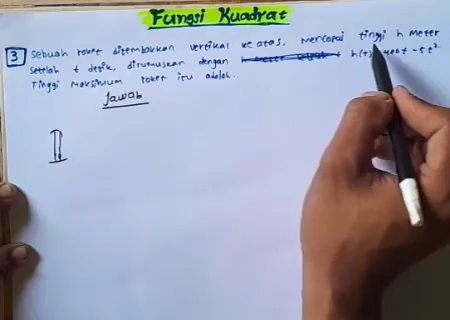 Fungsi Kuadrat
3 Sebuah roket ditembakkan vertikal ke atas, mencapai tinggi h meter
Setelah t detik, dirumuskan dengan h(t) = 400t - 5t²
Tinggi maksimum roket itu adalah..
Jawab